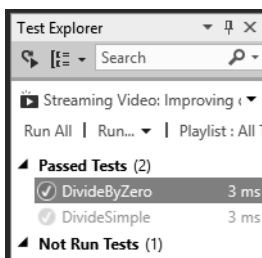 Test Explorer
Search
Streaming Video: Improving
Run All | Run... | Playlist : All
Passed Tests (2)
DivideByZero 3 ms
DivideSimple 3 ms
Not Run Tests (1)